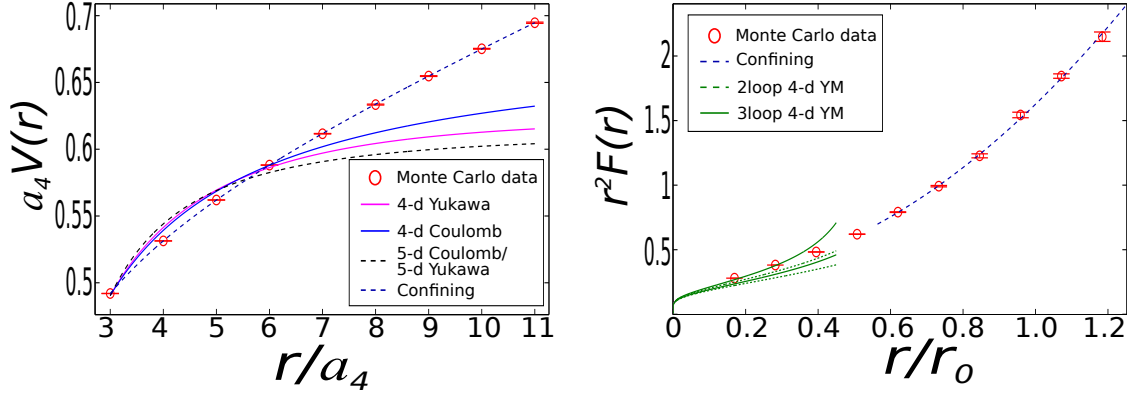 0.7
0.65
0.6
0.55
0.5
a₄V(r)
Monte Carlo data
4-d Yukawa
4-d Coulomb
5-d Coulomb/
5-d Yukawa
Confining
3 4 5 6 7 8 9 10 11
r/a₄
2
1.5
1
0.5
r²F(r)
Monte Carlo data
Confining
2loop 4-d YM
3loop 4-d YM
0 0.2 0.4 0.6 0.8 1.0 1.2
r/r₀